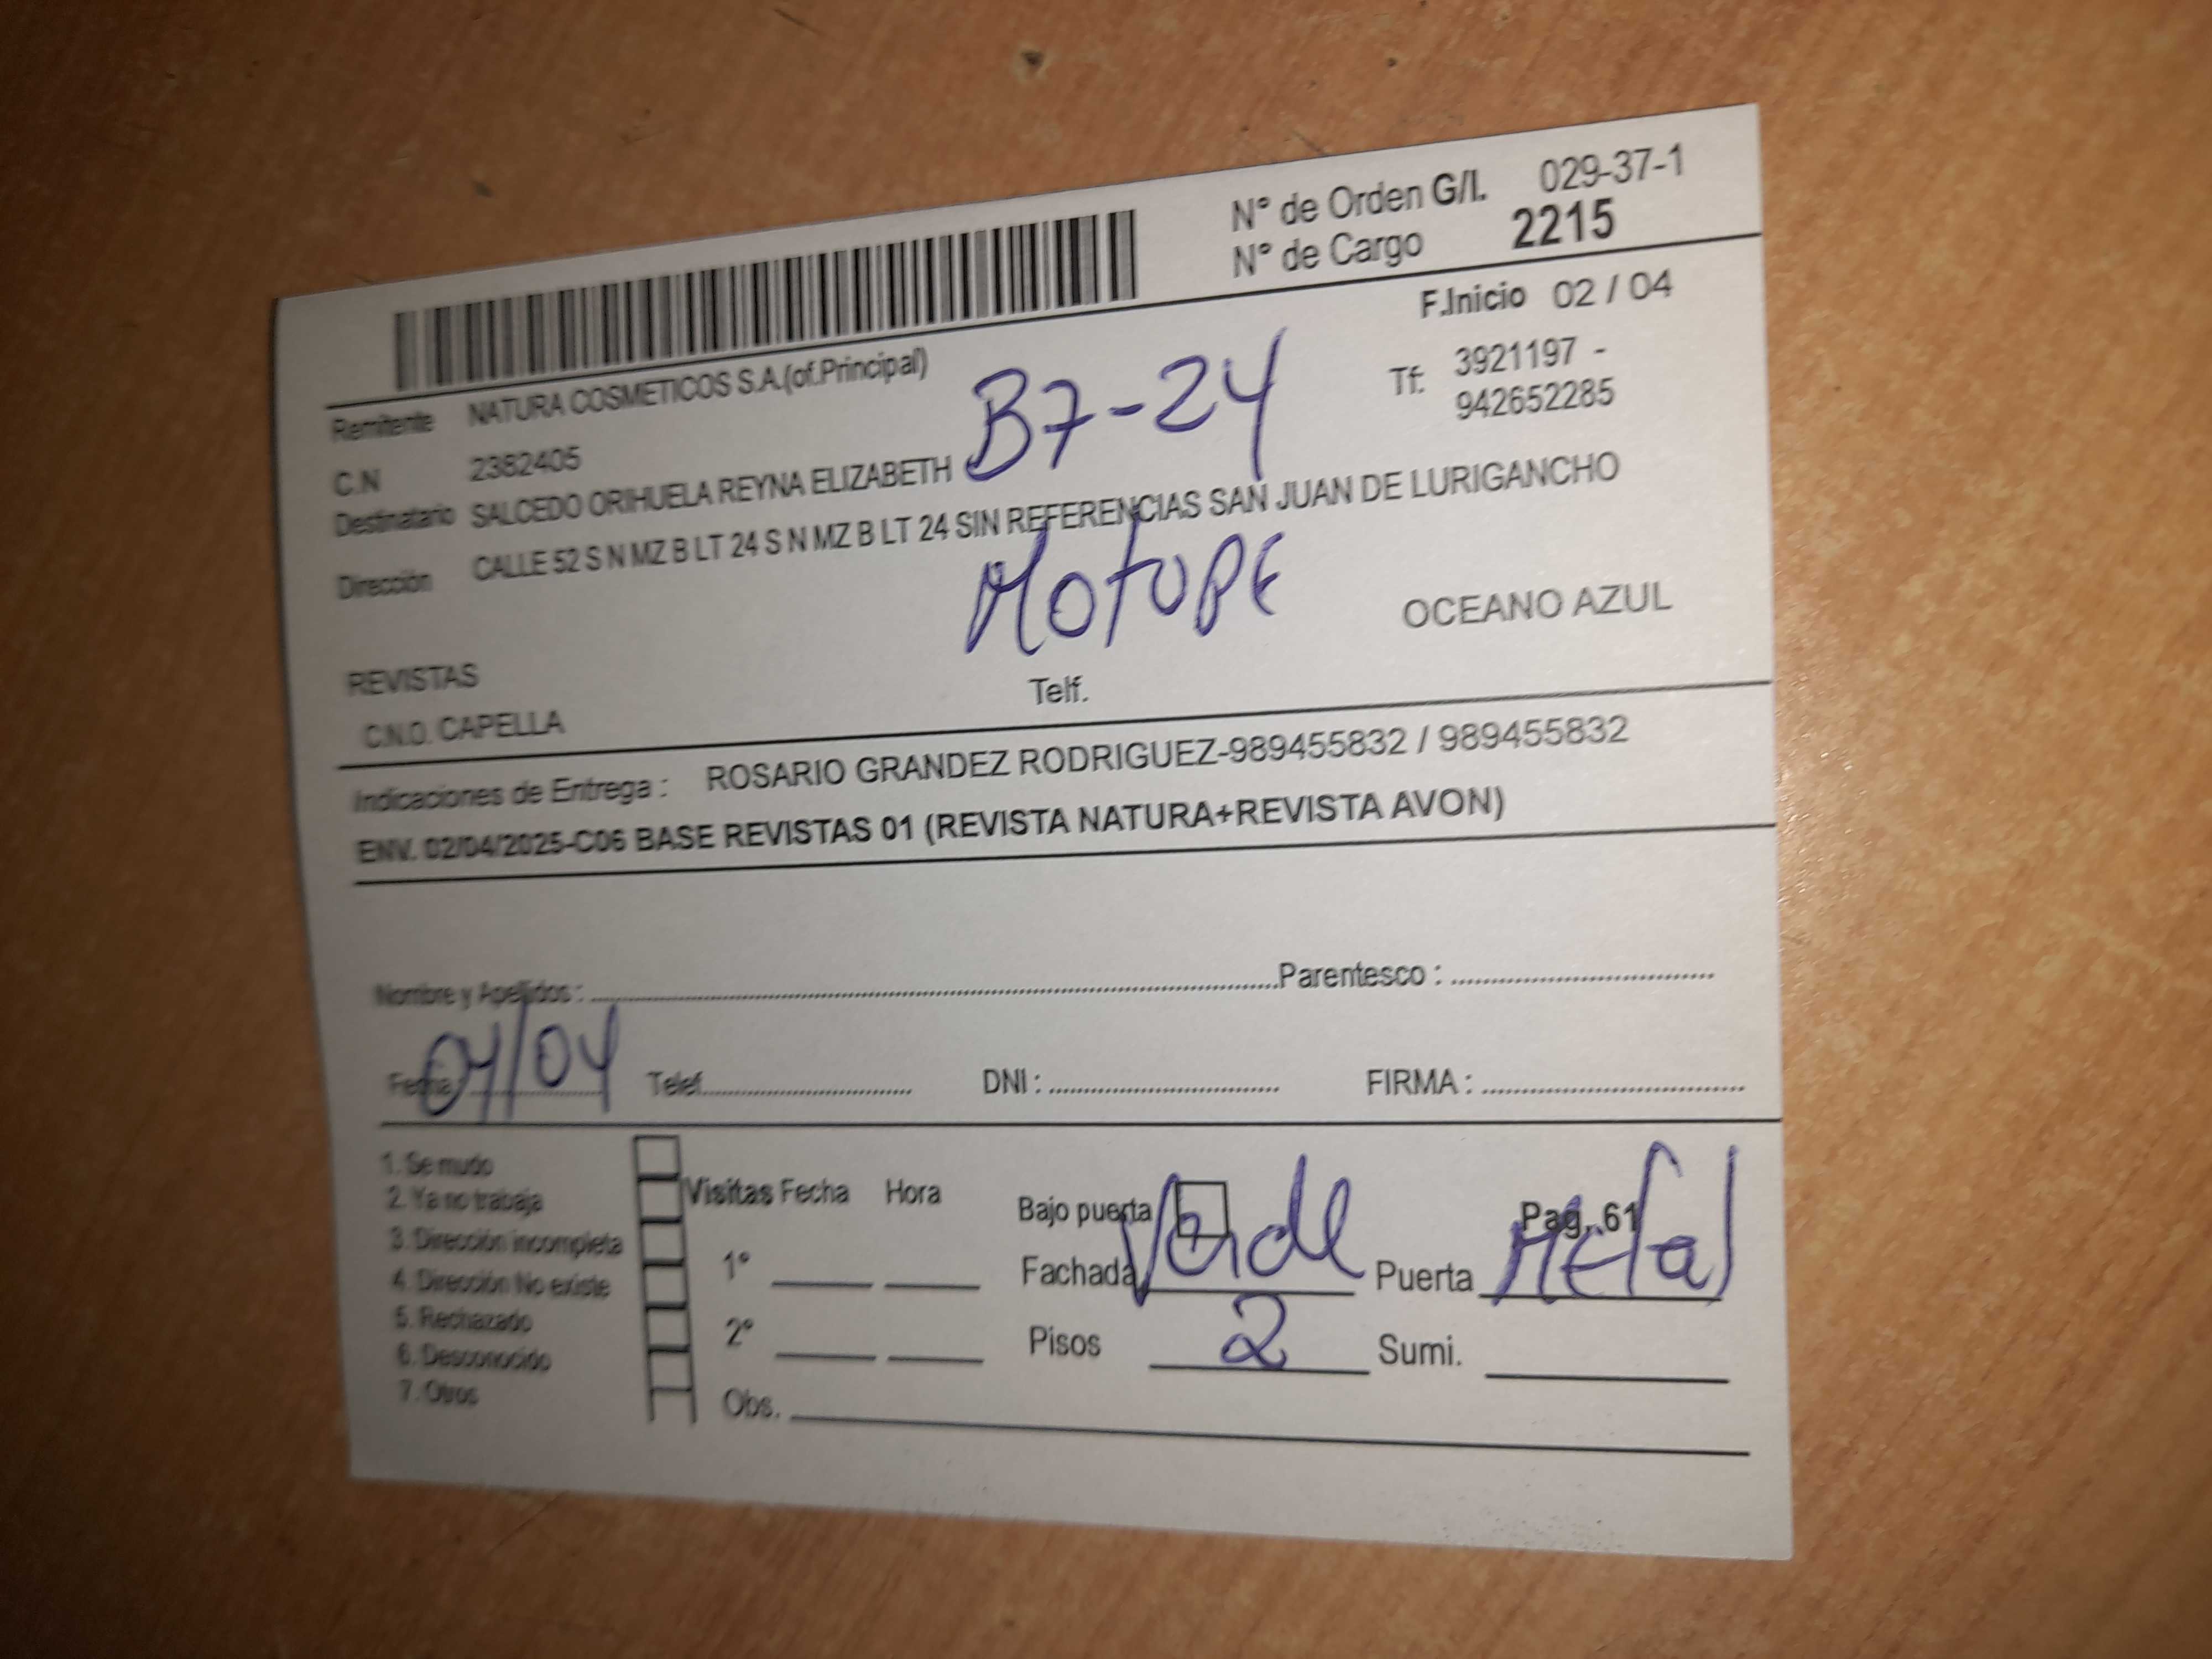 N° de Orden G/I. 029-37-1
N° de Cargo 2215
F.Inicio 02 / 04
Remitente NATURA COSMETICOS S.A.(of.Principal)
Tf: 3921197 -
942652285
B7-24
C.N 2382405
Destinatario SALCEDO ORIHUELA REYNA ELIZABETH
Dirección CALLE 52 S N MZ B LT 24 S N MZ B LT 24 SIN REFERENCIAS SAN JUAN DE LURIGANCHO
Motupe
OCEANO AZUL
REVISTAS
C.N.O. CAPELLA Telf.
Indicaciones de Entrega : ROSARIO GRANDEZ RODRIGUEZ-989455832 / 989455832
ENV. 02/04/2025-C06 BASE REVISTAS 01 (REVISTA NATURA+REVISTA AVON)
Nombre y Apellidos : Parentesco :
Fecha 04/04 Telef. DNI : FIRMA :
1. Se mudo
2. Ya no trabaja
3. Dirección incompleta
4. Dirección No existe
5. Rechazado
6. Desconocido
7. Otros
Visitas Fecha Hora
1°
2°
Obs.
Bajo puerta Pag. 61
Fachada Verde Puerta Metal
Pisos 2 Sumi.